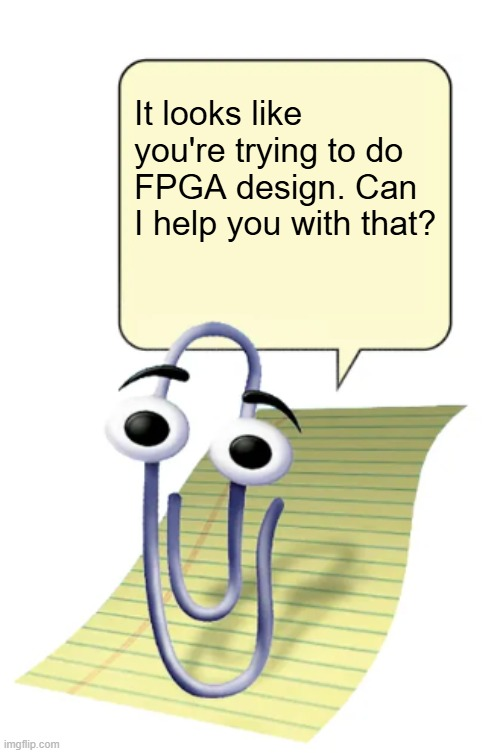 It looks like
you're trying to do
FPGA design. Can
I help you with that?
imgflip.com